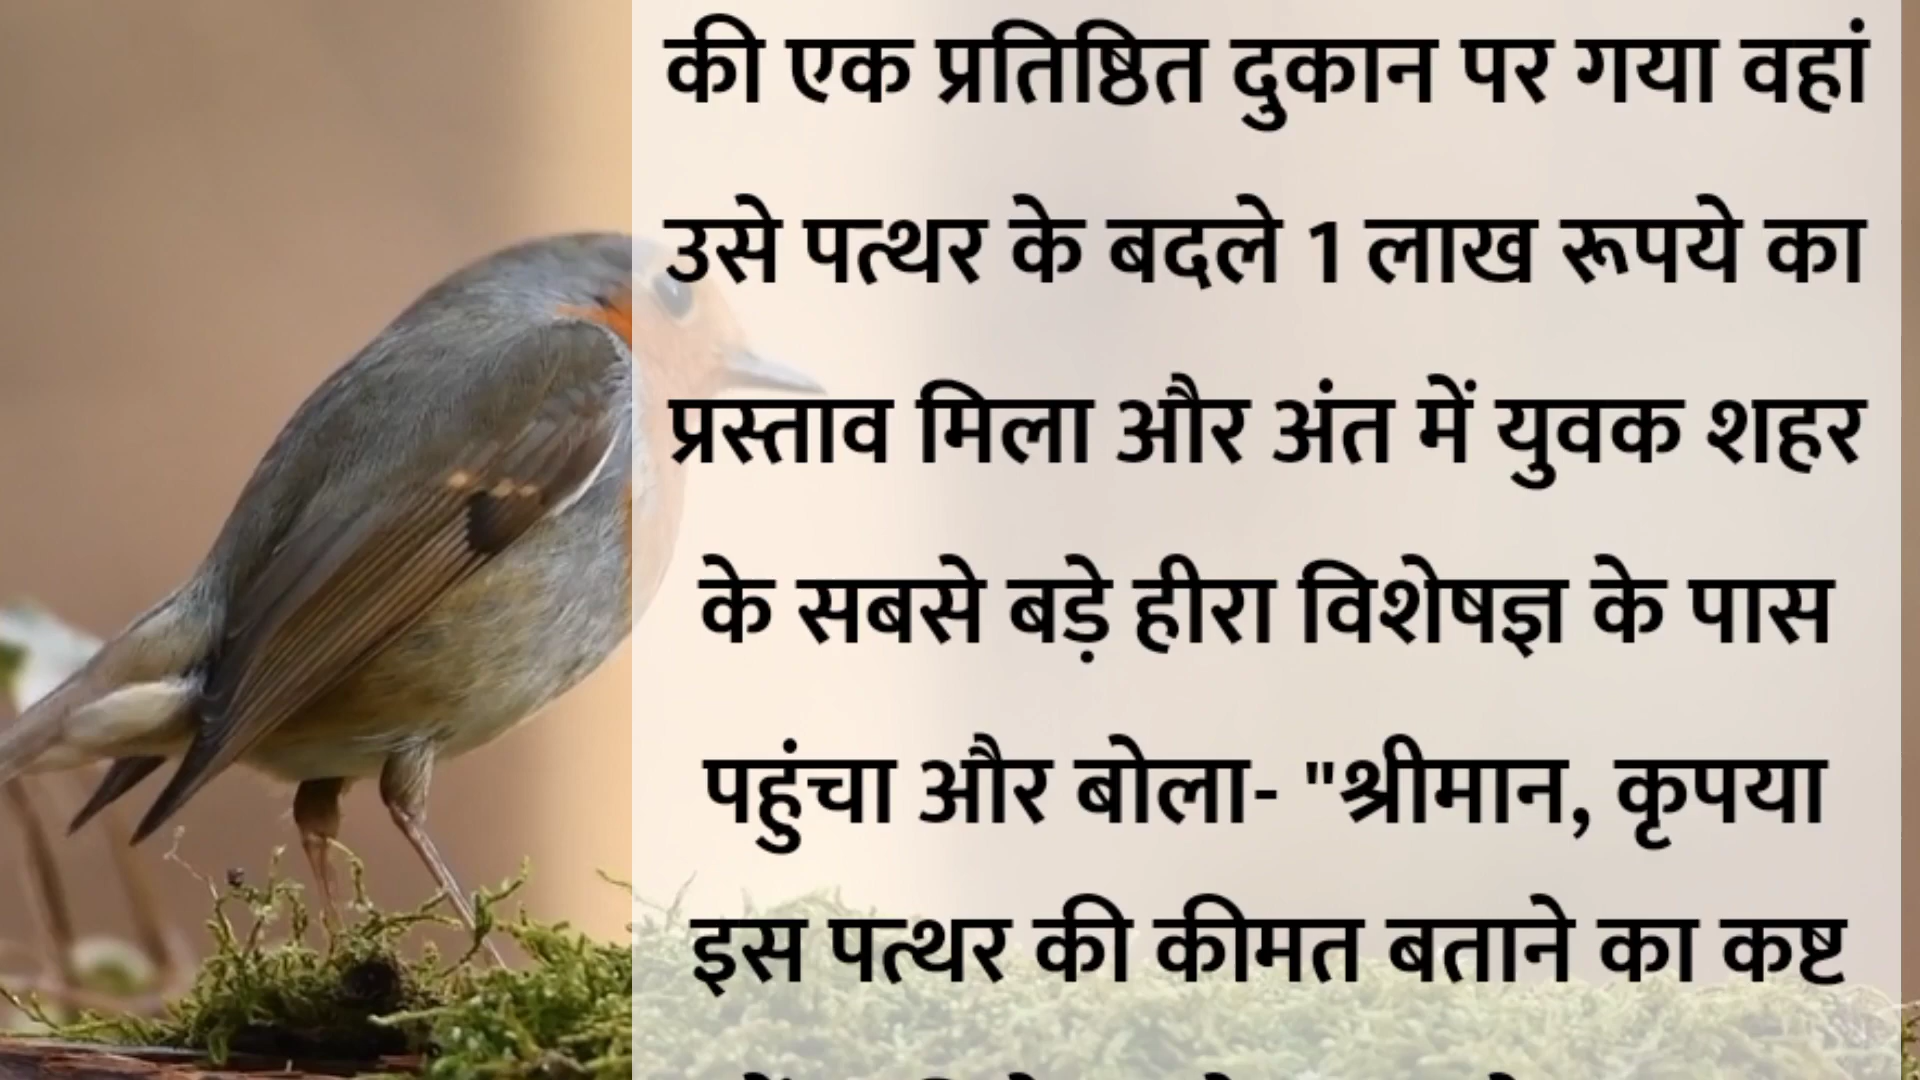 की एक प्रतिष्ठित दुकान पर गया वहां
उसे पत्थर के बदले 1 लाख रूपये का
प्रस्ताव मिला और अंत में युवक शहर
के सबसे बड़े हीरा विशेषज्ञ के पास
पहुंचा और बोला- "श्रीमान, कृपया
इस पत्थर की कीमत बताने का कष्ट